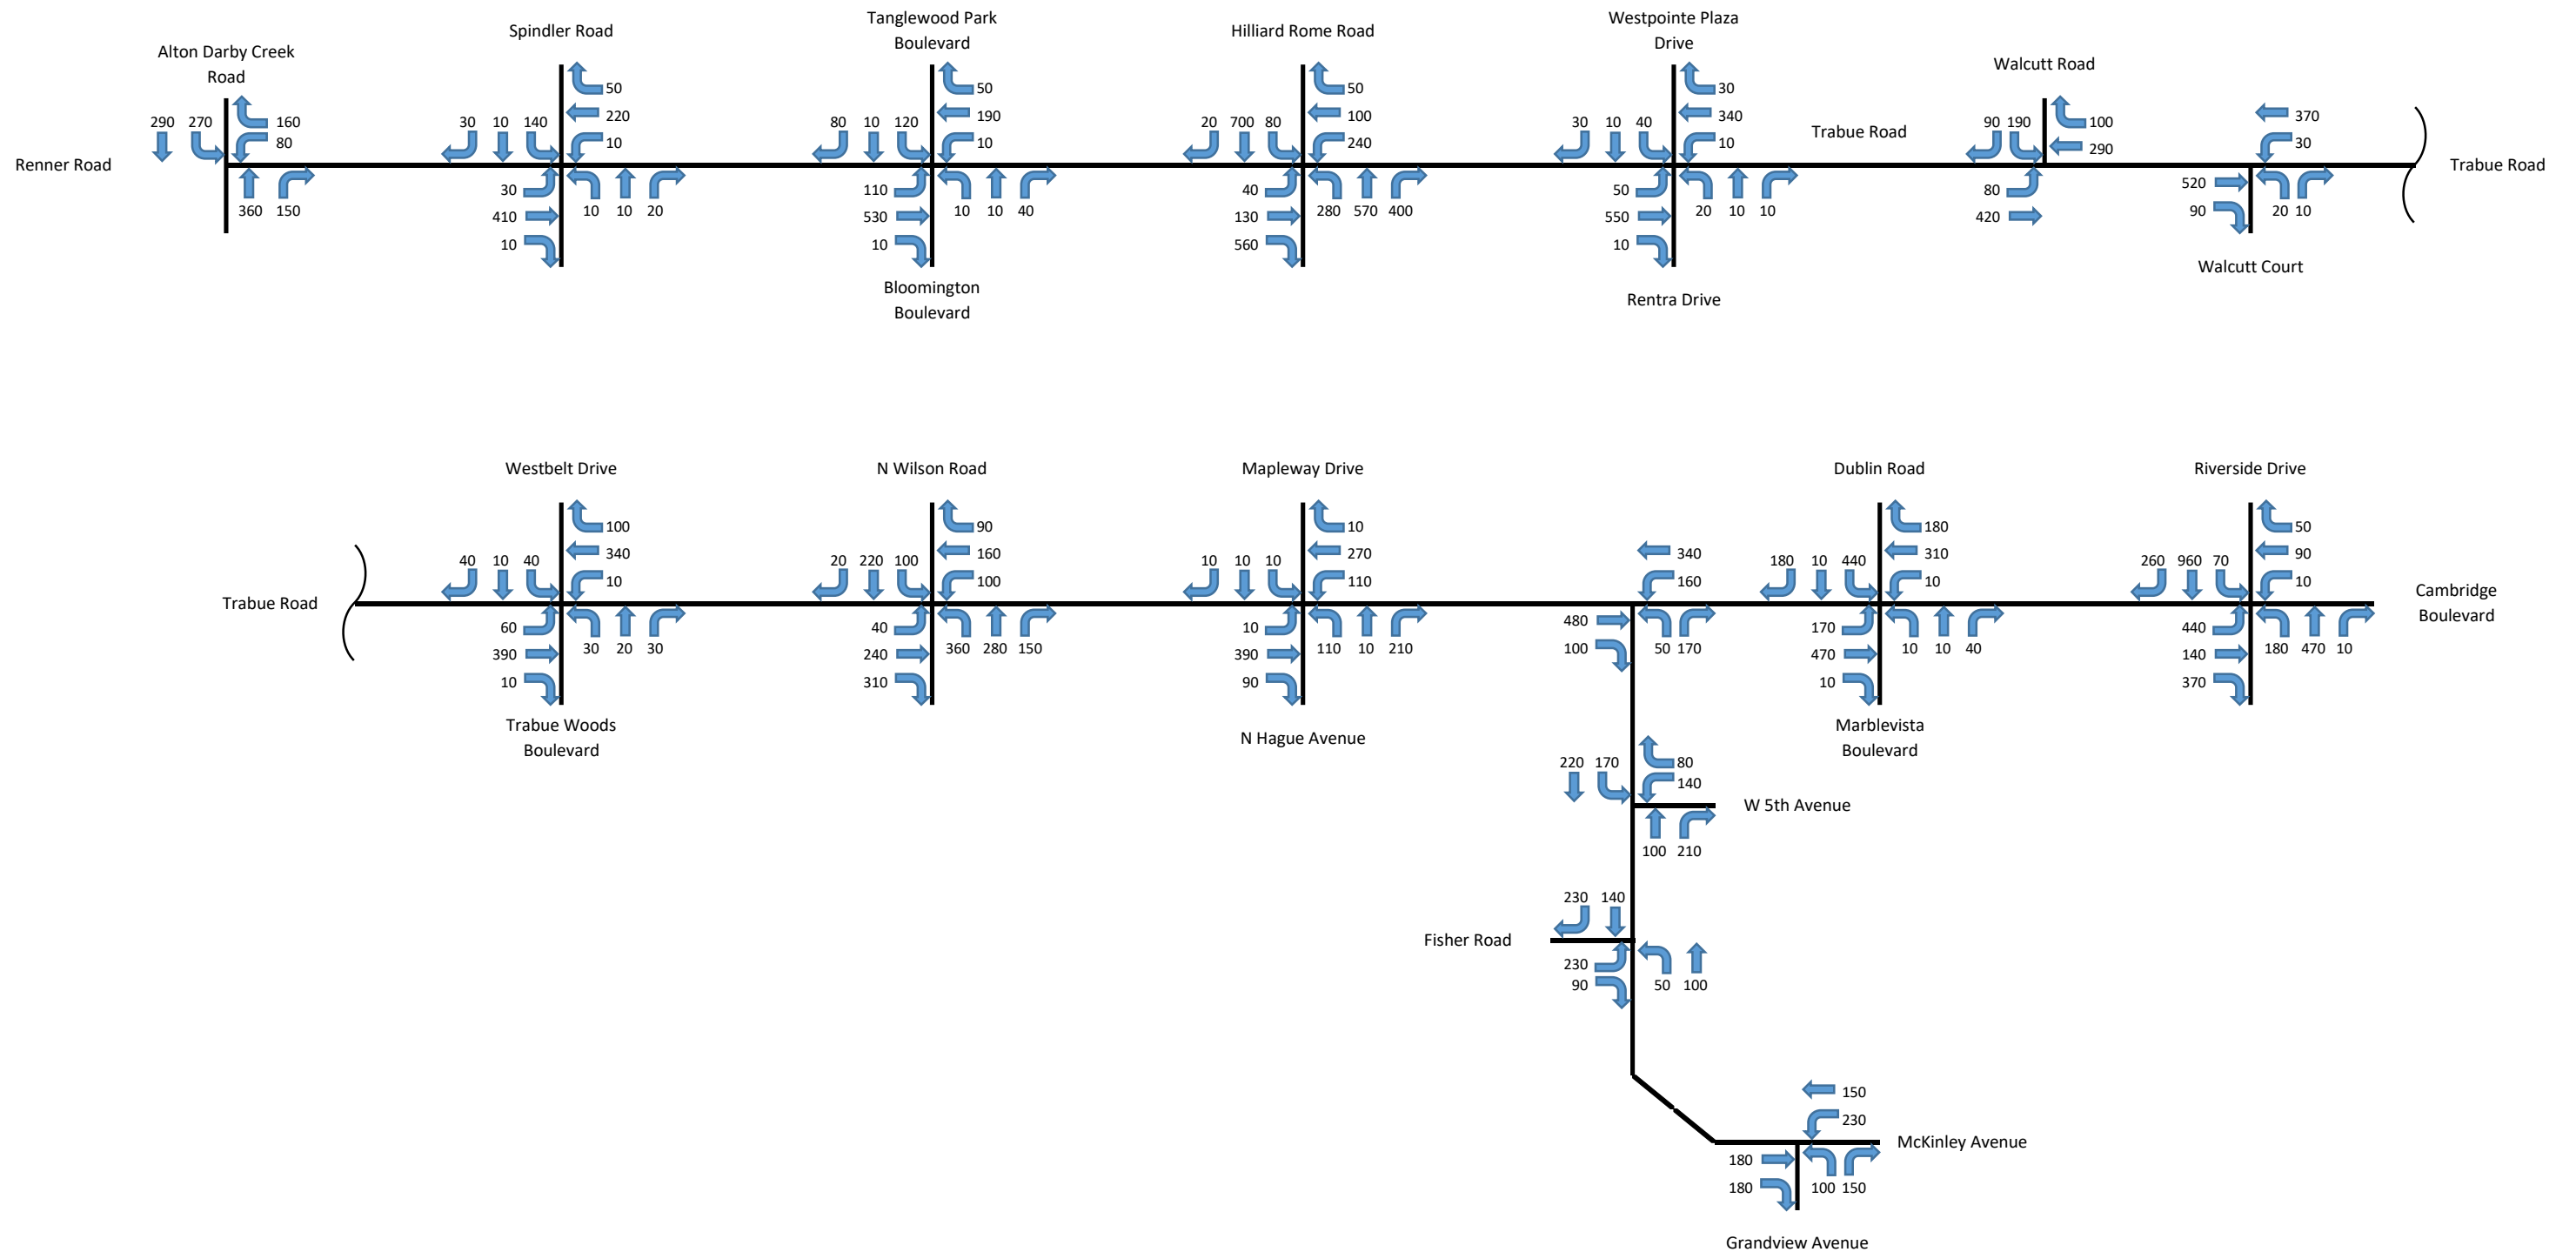 Alton Darby Creek
Road
290 270
160
80
360 150
Renner Road
Spindler Road
30 10 140
50
220
10
30
410
10
10 10 20
Tanglewood Park
Boulevard
80 10 120
50
190
10
110
530
10
10 10 40
Bloomington
Boulevard
Hilliard Rome Road
20 700 80
50
100
240
40
130
560
280 570 400
Westpointe Plaza
Drive
30 10 40
30
340
10
50
550
10
20 10 10
Rentra Drive
Trabue Road
Walcutt Road
90 190
100
290
80
420
370
30
520
90
20 10
Walcutt Court
Trabue Road
Trabue Road
Westbelt Drive
40 10 40
100
340
10
60
390
10
30 20 30
Trabue Woods
Boulevard
N Wilson Road
20 220 100
90
160
100
40
240
310
360 280 150
Mapleway Drive
10 10 10
10
270
110
10
390
90
110 10 210
N Hague Avenue
340
160
480
100
50 170
Dublin Road
180 10 440
180
310
10
170
470
10
10 10 40
Marblevista
Boulevard
Riverside Drive
260 960 70
50
90
10
440
140
370
180 470 10
Cambridge
Boulevard
220 170
80
140
W 5th Avenue
100 210
230 140
Fisher Road
230
90
50 100
150
230
McKinley Avenue
180
180
100 150
Grandview Avenue